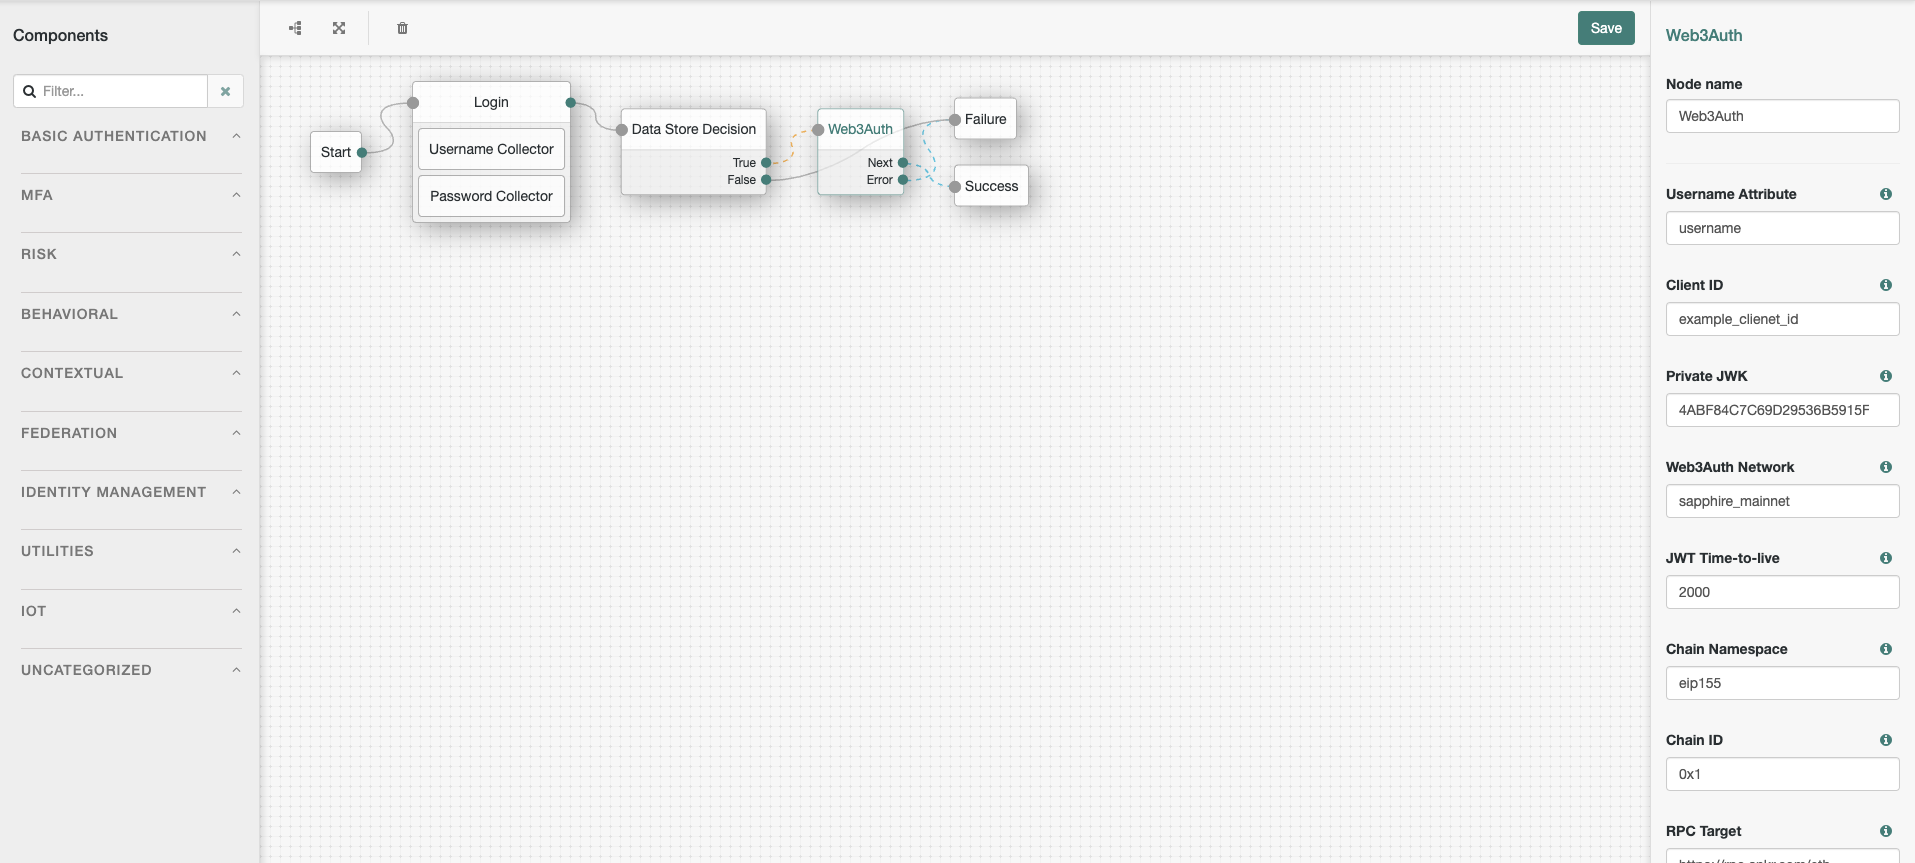 Components
Filter...
BASIC AUTHENTICATION
MFA
RISK
BEHAVIORAL
CONTEXTUAL
FEDERATION
IDENTITY MANAGEMENT
UTILITIES
IOT
UNCATEGORIZED
Save
Start
Login
Username Collector
Password Collector
Data Store Decision
True
False
Web3Auth
Next
Error
Failure
Success
Web3Auth
Node name
Web3Auth
Username Attribute
username
Client ID
example_clienet_id
Private JWK
4ABF84C7C69D29536B5915F
Web3Auth Network
sapphire_mainnet
JWT Time-to-live
2000
Chain Namespace
eip155
Chain ID
0x1
RPC Target